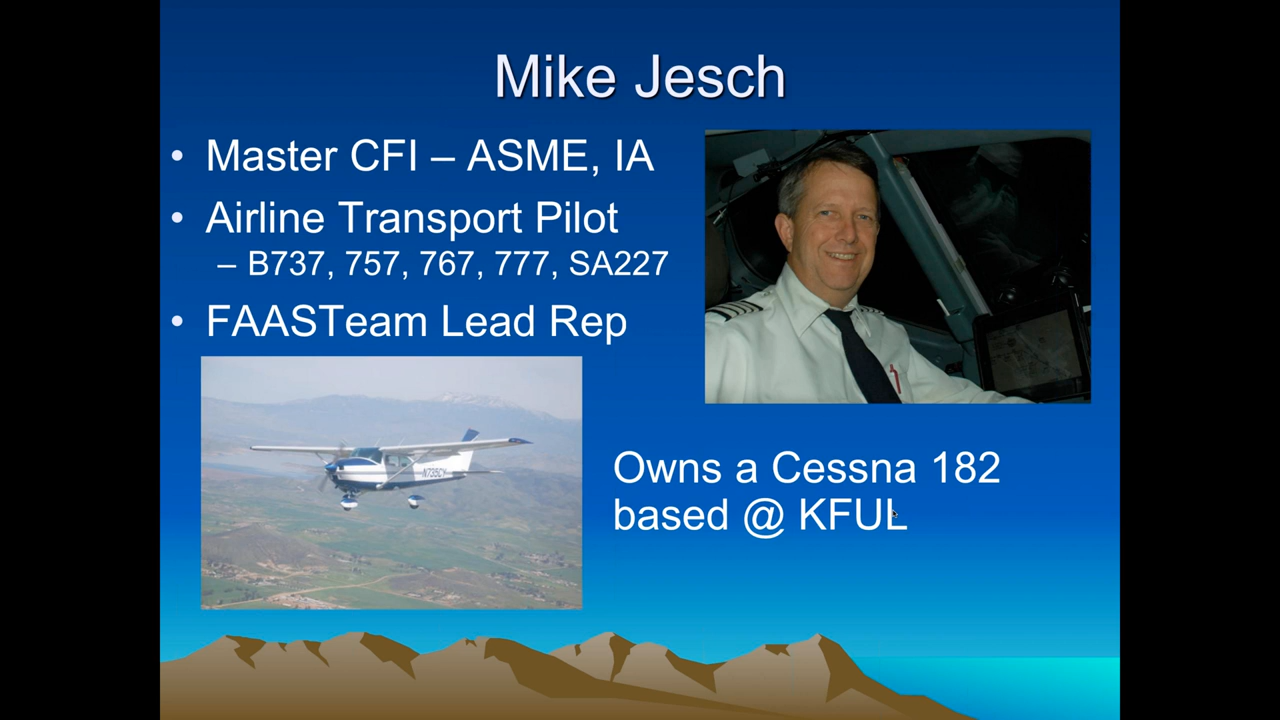 Mike Jesch
• Master CFI – ASME, IA
• Airline Transport Pilot
– B737, 757, 767, 777, SA227
• FAASTeam Lead Rep
N735CY
Owns a Cessna 182
based @ KFUL